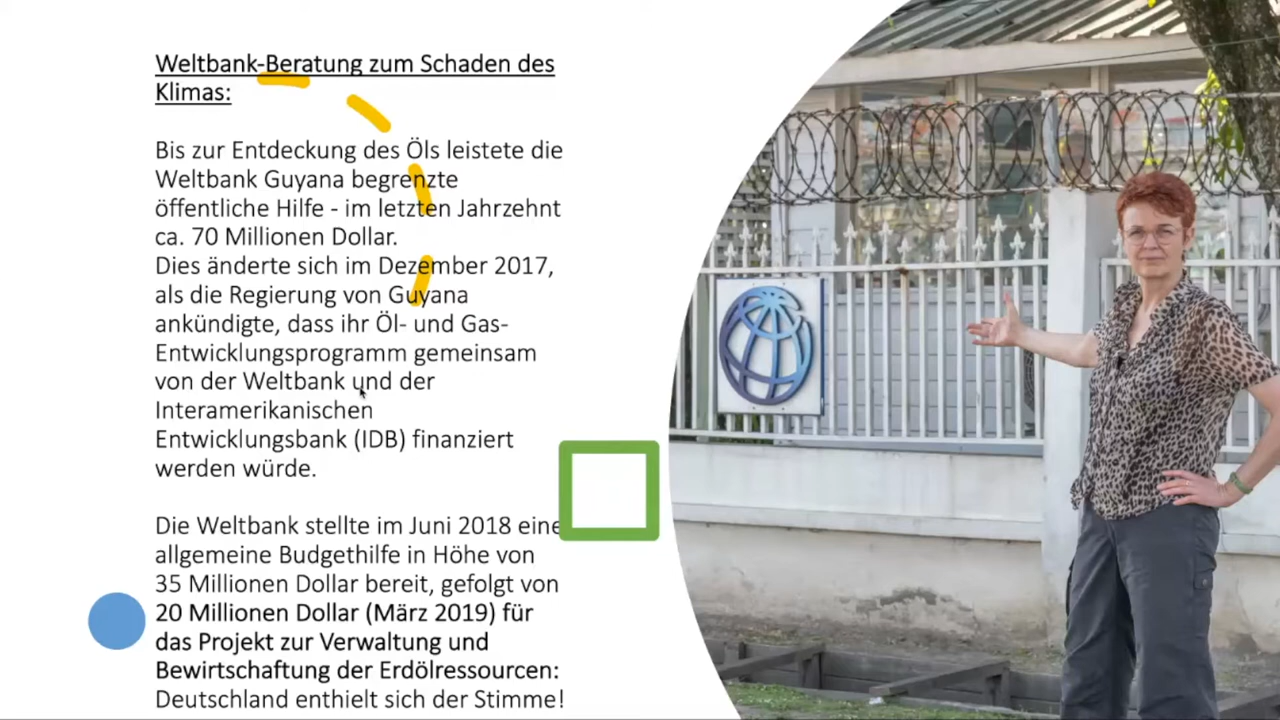 Weltbank-Beratung zum Schaden des
Klimas:
Bis zur Entdeckung des Öls leistete die
Weltbank Guyana begrenzte
öffentliche Hilfe - im letzten Jahrzehnt
ca. 70 Millionen Dollar.
Dies änderte sich im Dezember 2017,
als die Regierung von Guyana
ankündigte, dass ihr Öl- und Gas-
Entwicklungsprogramm gemeinsam
von der Weltbank und der
Interamerikanischen
Entwicklungsbank (IDB) finanziert
werden würde.
Die Weltbank stellte im Juni 2018 eine
allgemeine Budgethilfe in Höhe von
35 Millionen Dollar bereit, gefolgt von
20 Millionen Dollar (März 2019) für
das Projekt zur Verwaltung und
Bewirtschaftung der Erdölressourcen:
Deutschland enthielt sich der Stimme!